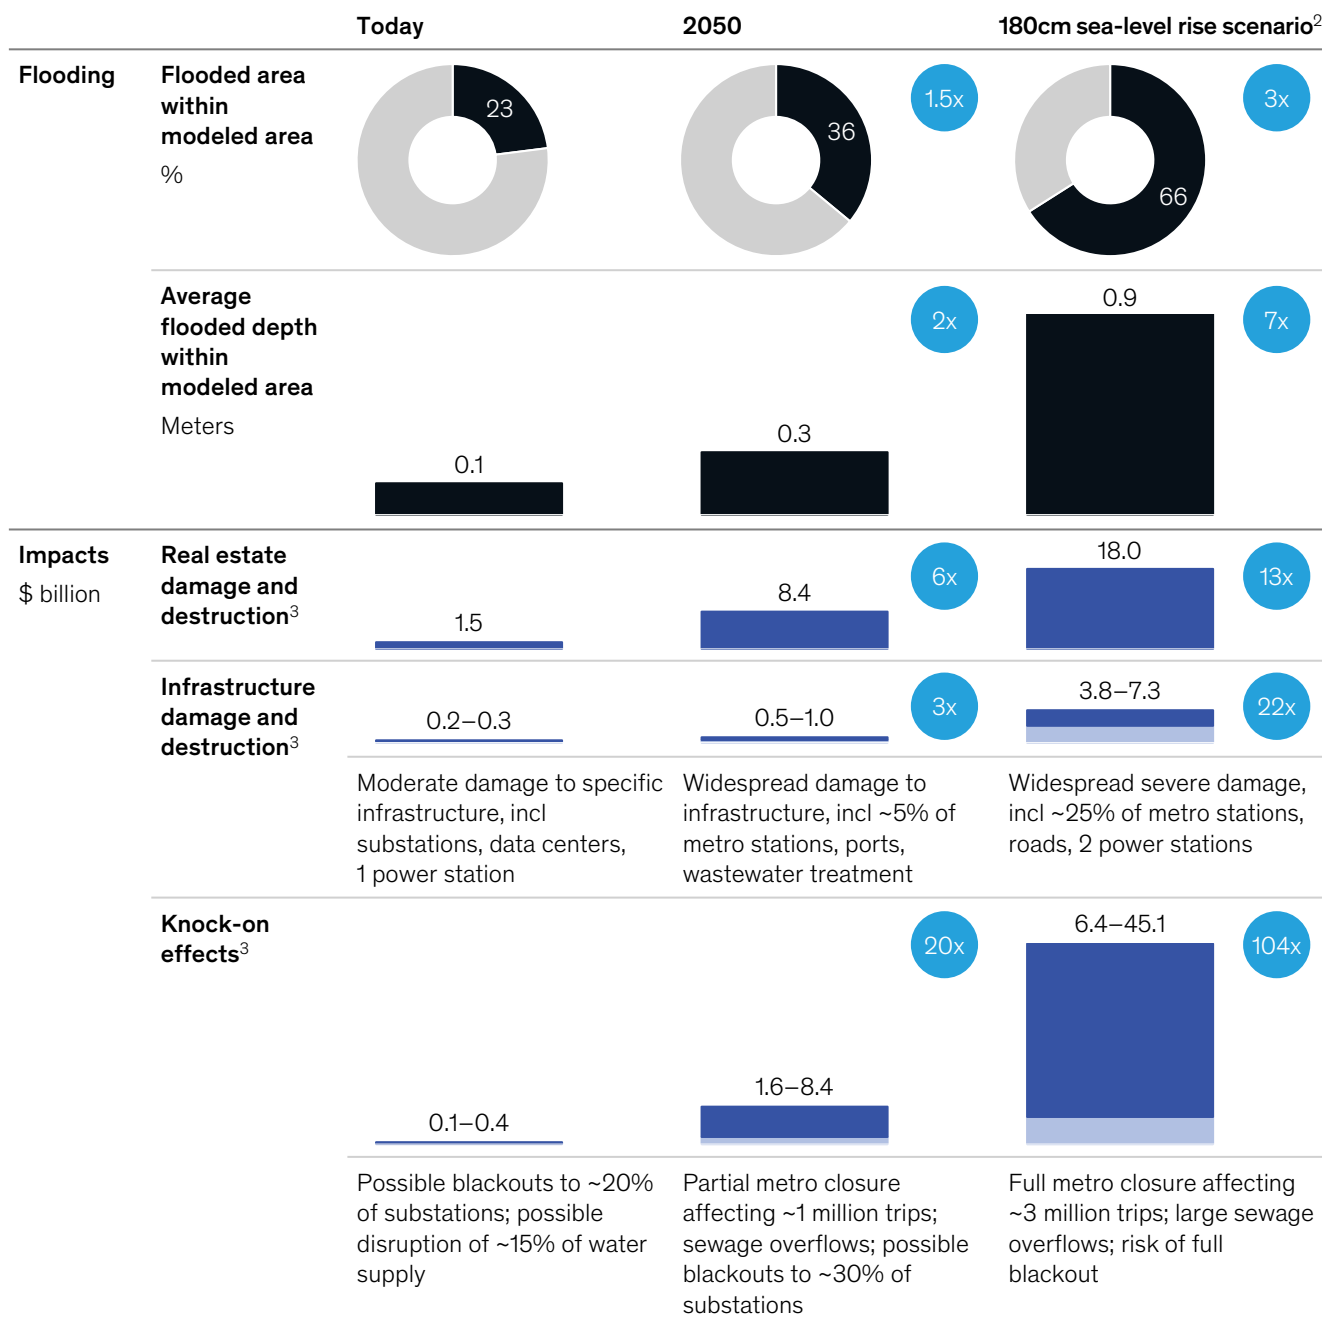 Today
2050
180cm sea-level rise scenario2
Flooding
Flooded area
within
modeled area
%
23
36
1.5x
66
3x
Average
flooded depth
within
modeled area
Meters
0.1
0.3
2x
0.9
7x
Impacts
$ billion
Real estate
damage and
destruction3
1.5
8.4
6x
18.0
13x
Infrastructure
damage and
destruction3
0.2–0.3
0.5–1.0
3x
3.8–7.3
22x
Moderate damage to specific
infrastructure, incl
substations, data centers,
1 power station
Widespread damage to
infrastructure, incl ~5% of
metro stations, ports,
wastewater treatment
Widespread severe damage,
incl ~25% of metro stations,
roads, 2 power stations
Knock-on
effects3
0.1–0.4
1.6–8.4
20x
6.4–45.1
104x
Possible blackouts to ~20%
of substations; possible
disruption of ~15% of water
supply
Partial metro closure
affecting ~1 million trips;
sewage overflows; possible
blackouts to ~30% of
substations
Full metro closure affecting
~3 million trips; large sewage
overflows; risk of full
blackout